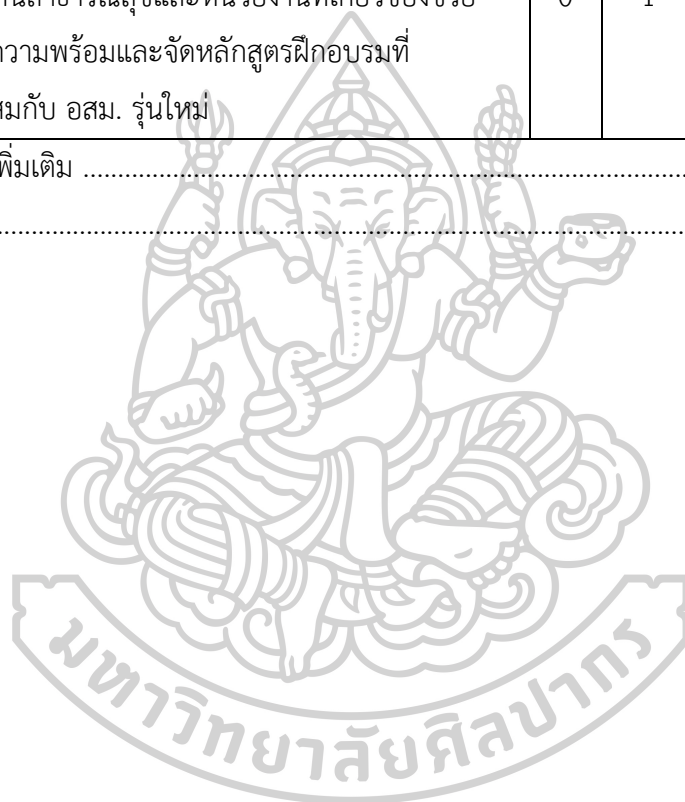 ความพร้อมและจัดหลักสูตรฝึกอบรมที่
สมกับ อสม. รุ่นใหม่
พิ่มเติม ........................................................................
........................................................................
มหาวิทยาลัยศิลปากร